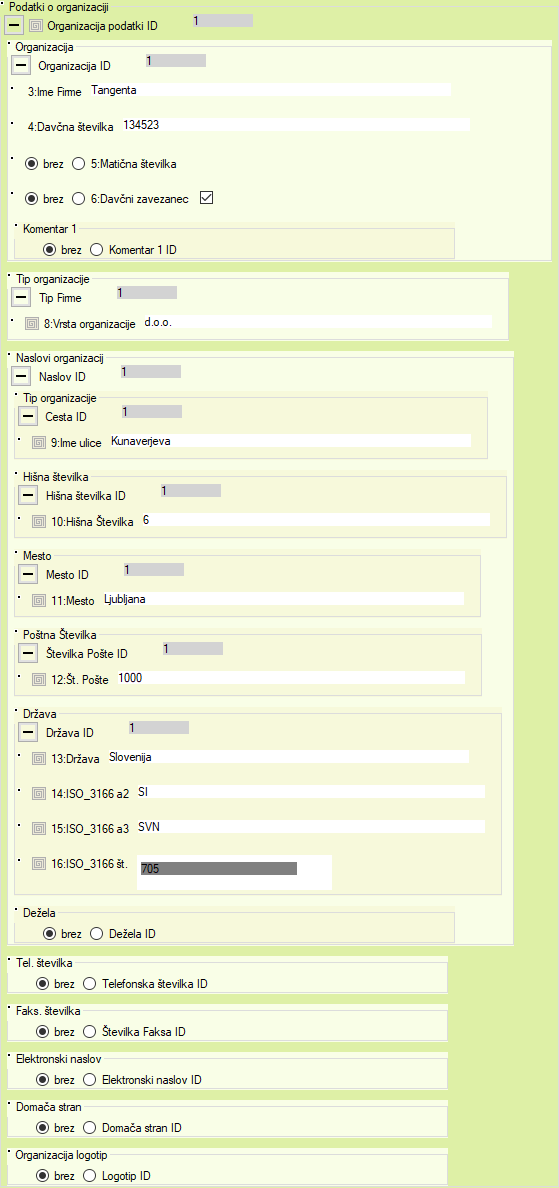 Podatki o organizaciji
Organizacija podatki ID 1
Organizacija
Organizacija ID 1
3:Ime Firme Tangenta
4:Davčna številka 134523
brez 5:Matična številka
brez 6:Davčni zavezanec
Komentar 1
brez Komentar 1 ID
Tip organizacije
Tip Firme 1
8:Vrsta organizacije d.o.o.
Naslovi organizacij
Naslov ID 1
Tip organizacije
Cesta ID 1
9:Ime ulice Kunaverjeva
Hišna številka
Hišna številka ID 1
10:Hišna Številka 6
Mesto
Mesto ID 1
11:Mesto Ljubljana
Poštna Številka
Številka Pošte ID 1
12:Št. Pošte 1000
Država
Država ID 1
13:Država Slovenija
14:ISO_3166 a2 SI
15:ISO_3166 a3 SVN
16:ISO_3166 št. 705
Dežela
brez Dežela ID
Tel. številka
brez Telefonska številka ID
Faks. številka
brez Številka Faksa ID
Elektronski naslov
brez Elektronski naslov ID
Domača stran
brez Domača stran ID
Organizacija logotip
brez Logotip ID